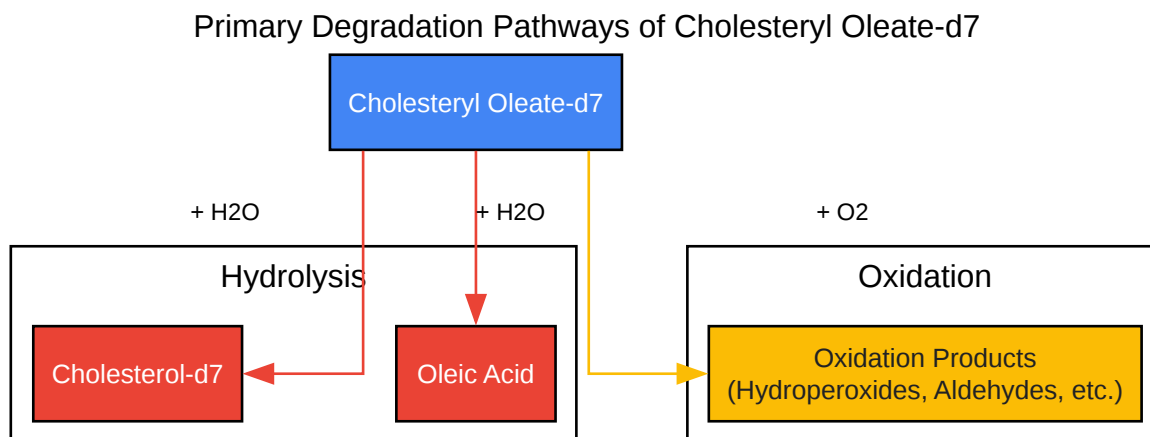 Primary Degradation Pathways of Cholesteryl Oleate-d7
Cholesteryl Oleate-d7
+ H2O
+ H2O
+ O2
Hydrolysis
Oxidation
Cholesterol-d7
Oleic Acid
Oxidation Products
(Hydroperoxides, Aldehydes, etc.)